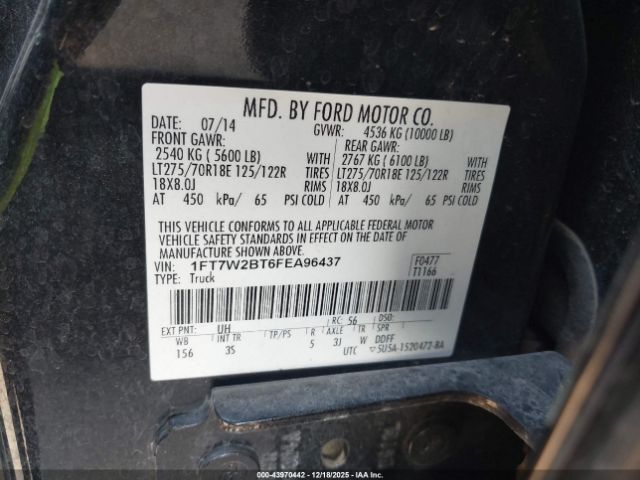 MFD. BY FORD MOTOR CO.
DATE: 07/14 GVWR: 4536 KG (10000 LB)
FRONT GAWR: REAR GAWR:
2540 KG ( 5600 LB) WITH 2767 KG ( 6100 LB) WITH
LT275/70R18E 125/122R TIRES LT275/70R18E 125/122R TIRES
18X8.0J RIMS 18X8.0J RIMS
AT 450 kPa/ 65 PSI COLD AT 450 kPa/ 65 PSI COLD
THIS VEHICLE CONFORMS TO ALL APPLICABLE FEDERAL MOTOR
VEHICLE SAFETY STANDARDS IN EFFECT ON THE DATE OF
MANUFACTURE SHOWN ABOVE.
VIN: 1FT7W2BT6FEA96437 F0477
TYPE: Truck T1166
EXT PNT: UH RC: 56 DSO:
WB INT TR TP/PS R AXLE TR SPR
156 3S 5 3J W DDFF
UTC ▽5U5A-1520472-BA
000-43970442 - 12/18/2025 - Copyright IAA, Inc.